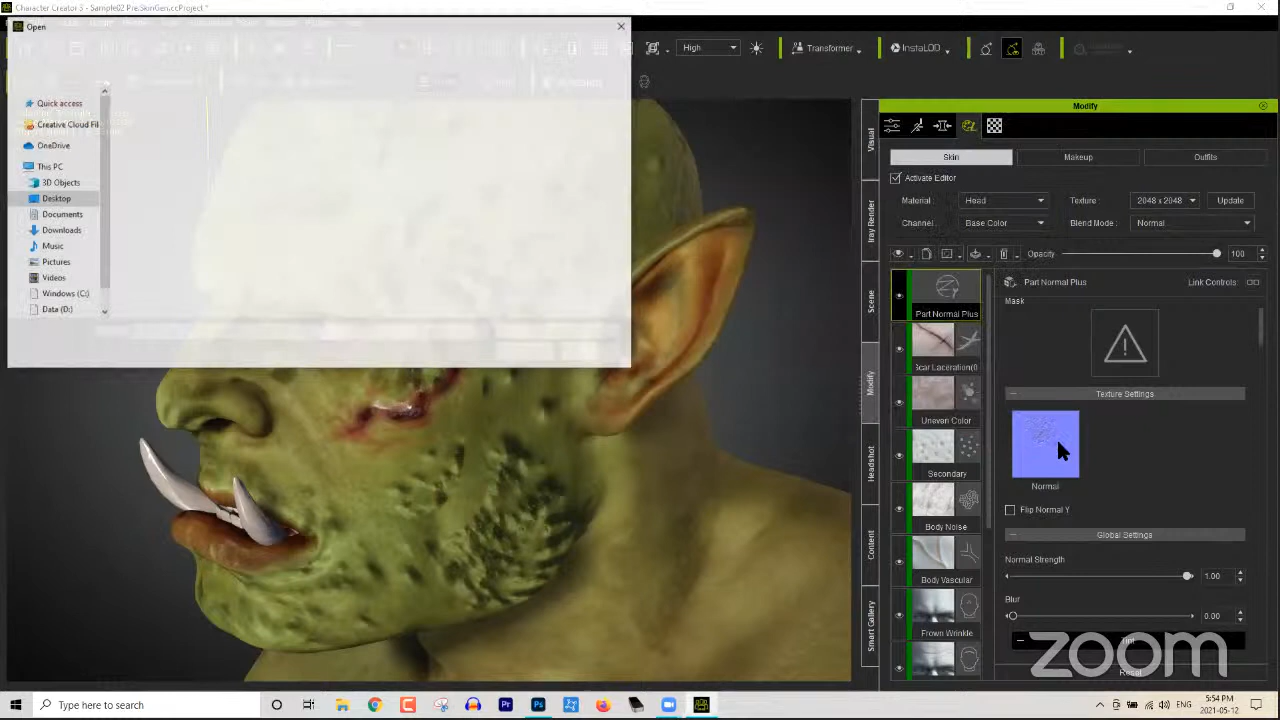 Character Creator 3 - Sample02 Pre.SkinGen.ccProject *
Open
High
Transformer
InstaLOD
Quick access
Creative Cloud Fil
OneDrive
This PC
3D Objects
Desktop
Documents
Downloads
Music
Pictures
Videos
Windows (C:)
Data (D:)
Visual
Iray Render
Scene
Modify
Headshot
Content
Smart Gallery
Modify
Skin
Makeup
Outfits
Activate Editor
Material :
Head
Texture :
2048 x 2048
Update
Channel :
Base Color
Blend Mode :
Normal
Opacity
100
Part Normal Plus
Scar Laceration(0
Uneven Color
Secondary
Body Noise
Body Vascular
Frown Wrinkle
Part Normal Plus
Link Controls
Mask
Texture Settings
Normal
Flip Normal Y
Global Settings
Normal Strength
1.00
Blur
0.00
Tint
Reset
zoom
Type here to search
ENG
5:54 PM
2021-05-12